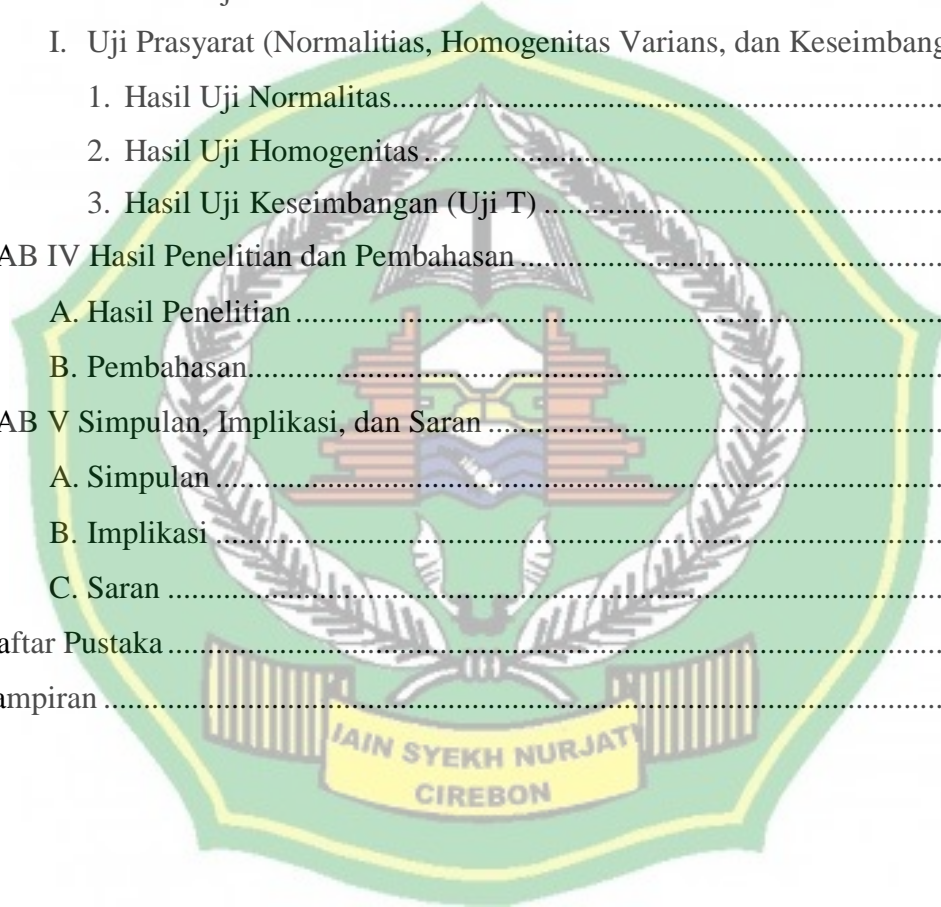 I. Uji Prasyarat (Normalitias, Homogenitas Varians, dan Keseimbang
1. Hasil Uji Normalitas...........................................................................
2. Hasil Uji Homogenitas.......................................................................
3. Hasil Uji Keseimbangan (Uji T) ......................................................
AB IV Hasil Penelitian dan Pembahasan..........................................................
A. Hasil Penelitian......................................................................................
B. Pembahasan............................................................................................
AB V Simpulan, Implikasi, dan Saran..............................................................
A. Simpulan.................................................................................................
B. Implikasi.................................................................................................
C. Saran.......................................................................................................
aftar Pustaka.......................................................................................................
ampiran...............................................................................................................
IAIN SYEKH NURJATI
CIREBON